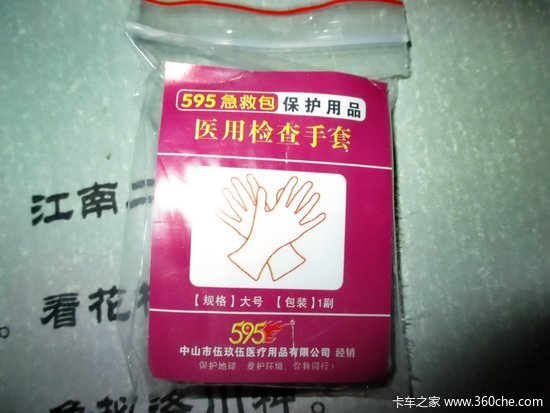 595急救包 保护用品
医用检查手套
【规格】大号 【包装】1副
595®
中山市伍玖伍医疗用品有限公司 经销
保护地球、爱护环境、你我同行!
江南二
看花
。
卡车之家 www.360che.com